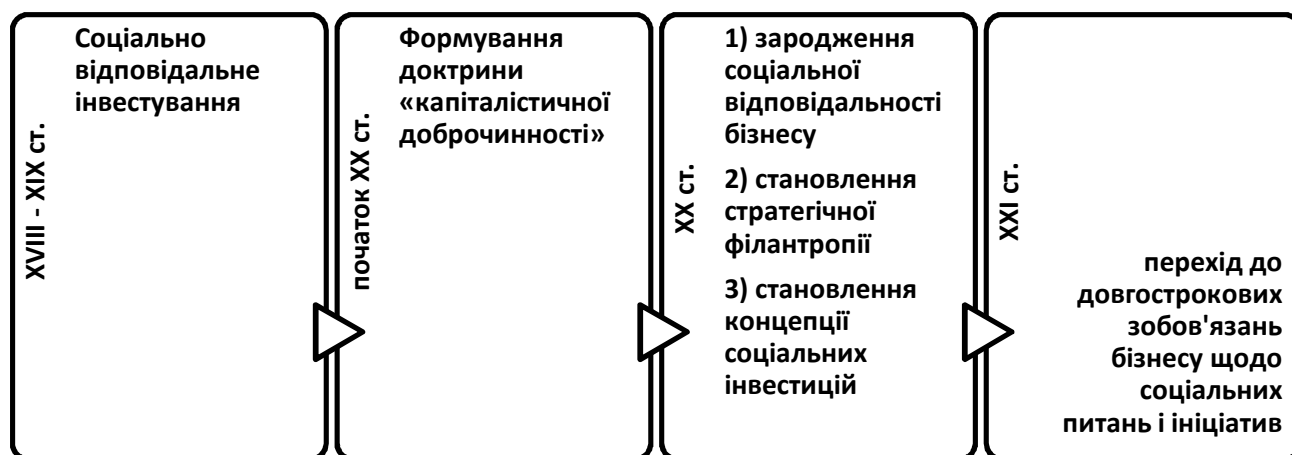 XVIII - XIX ст.
Соціально
відповідальне
інвестування
початок XX ст.
Формування
доктрини
«капіталістичної
доброчинності»
XX ст.
1) зародження
соціальної
відповідальності
бізнесу
2) становлення
стратегічної
філантропії
3) становлення
концепції
соціальних
інвестицій
XXI ст.
перехід до
довгострокових
зобов'язань
бізнесу щодо
соціальних
питань і ініціатив